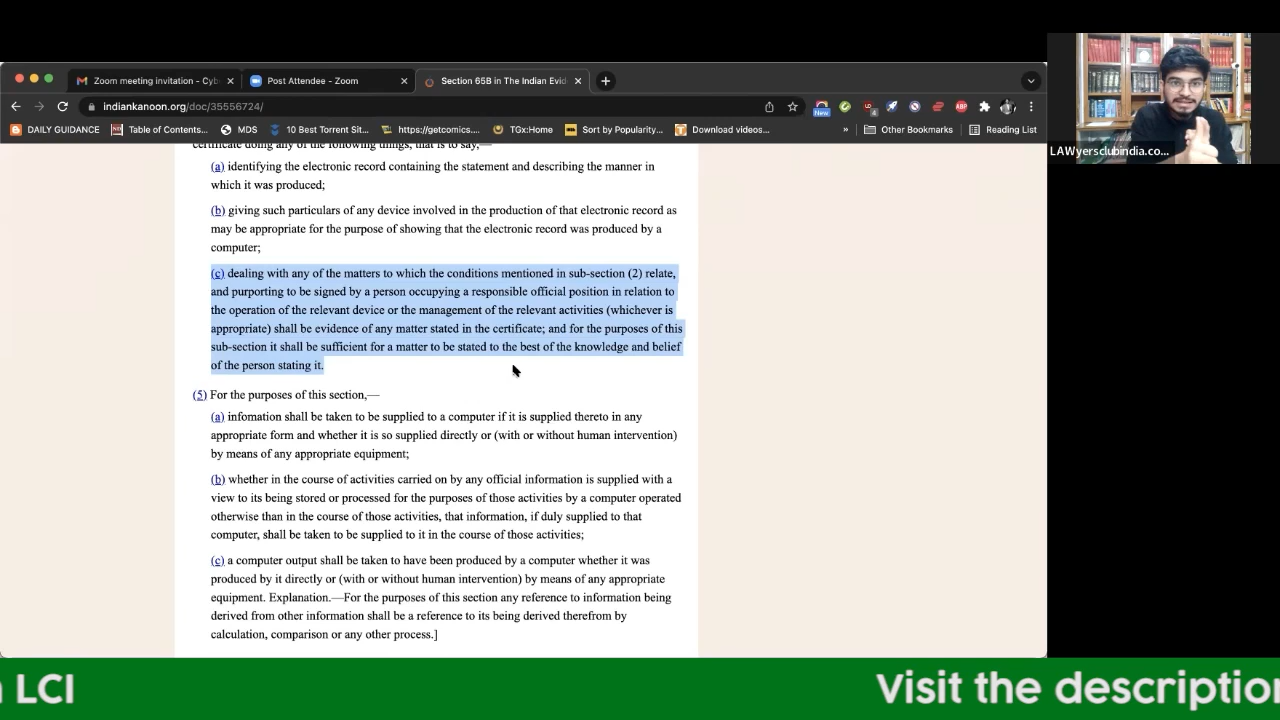 Zoom meeting invitation - Cyb
Post Attendee - Zoom
Section 65B in The Indian Evid
indiankanoon.org/doc/35556724/
New
4
ABP
DAILY GUIDANCE
Table of Contents...
MDS
10 Best Torrent Sit...
https://getcomics....
TGx:Home
Sort by Popularity...
Download videos...
»
Other Bookmarks
Reading List
LAWyersclubindia.co...
certificate doing any of the following things, that is to say,—
(a) identifying the electronic record containing the statement and describing the manner in
which it was produced;
(b) giving such particulars of any device involved in the production of that electronic record as
may be appropriate for the purpose of showing that the electronic record was produced by a
computer;
(c) dealing with any of the matters to which the conditions mentioned in sub-section (2) relate,
and purporting to be signed by a person occupying a responsible official position in relation to
the operation of the relevant device or the management of the relevant activities (whichever is
appropriate) shall be evidence of any matter stated in the certificate; and for the purposes of this
sub-section it shall be sufficient for a matter to be stated to the best of the knowledge and belief
of the person stating it.
(5) For the purposes of this section,—
(a) infomation shall be taken to be supplied to a computer if it is supplied thereto in any
appropriate form and whether it is so supplied directly or (with or without human intervention)
by means of any appropriate equipment;
(b) whether in the course of activities carried on by any official information is supplied with a
view to its being stored or processed for the purposes of those activities by a computer operated
otherwise than in the course of those activities, that information, if duly supplied to that
computer, shall be taken to be supplied to it in the course of those activities;
(c) a computer output shall be taken to have been produced by a computer whether it was
produced by it directly or (with or without human intervention) by means of any appropriate
equipment. Explanation.—For the purposes of this section any reference to information being
derived from other information shall be a reference to its being derived therefrom by
calculation, comparison or any other process.]
LCI
Visit the description